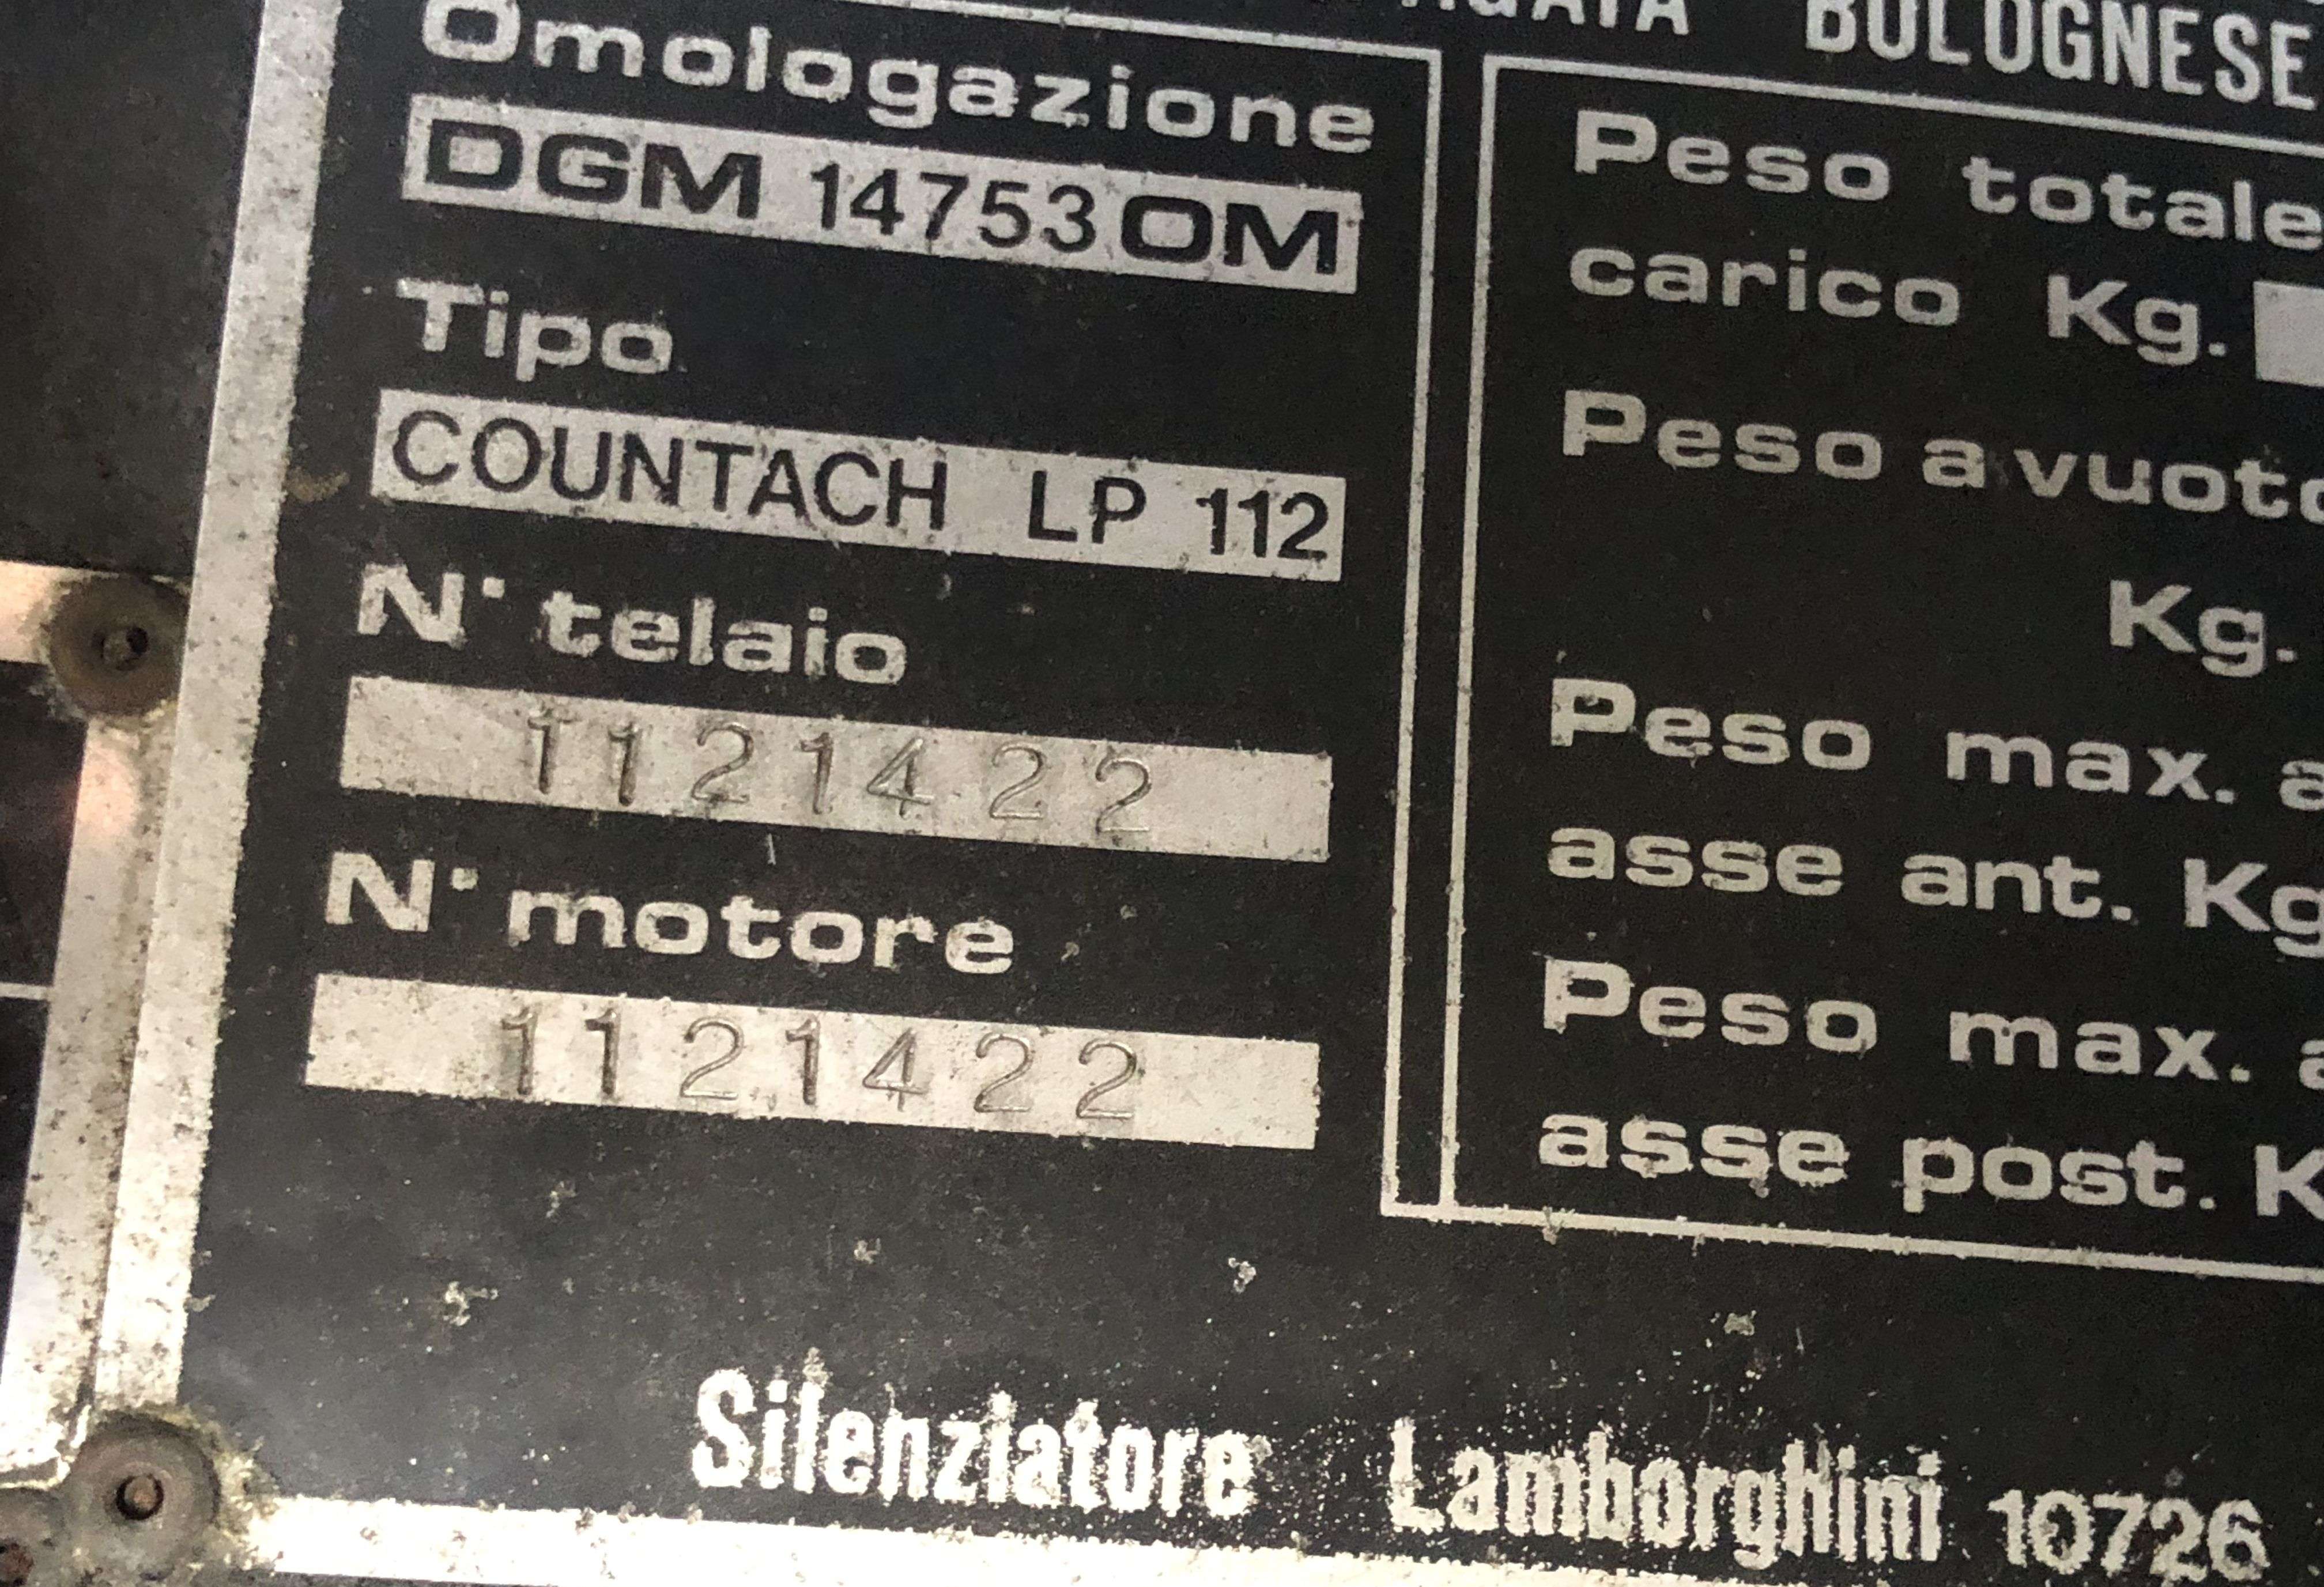 BOLOGNESE
Omologazione
DGM 14753 OM
Tipo
COUNTACH LP 112
N· telaio
1121422
N· motore
1121422
Peso totale
carico Kg.
Peso a vuoto
Kg.
Peso max.
asse ant. Kg
Peso max.
asse post. K
Silenziatore Lamborghini 10726